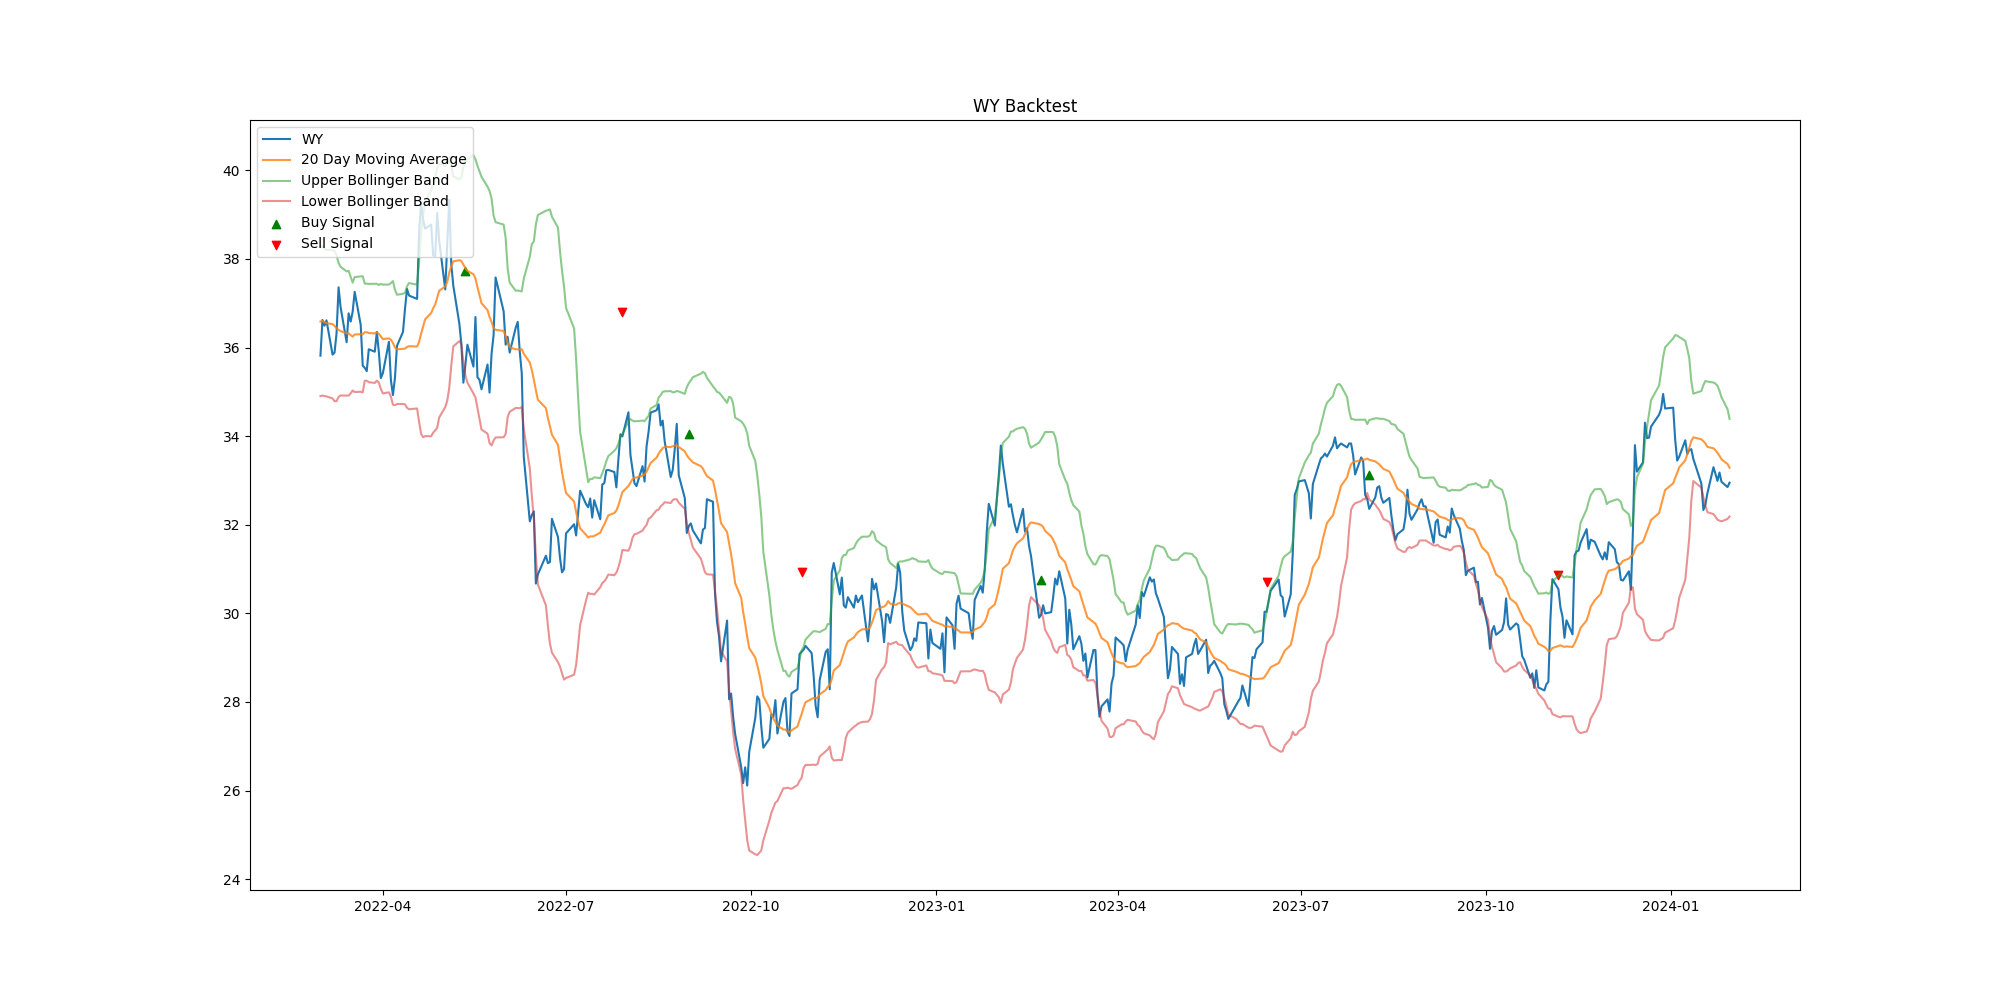 WY Backtest
WY
20 Day Moving Average
Upper Bollinger Band
Lower Bollinger Band
Buy Signal
Sell Signal
40
38
36
34
32
30
28
26
24
2022-04 2022-07 2022-10 2023-01 2023-04 2023-07 2023-10 2024-01